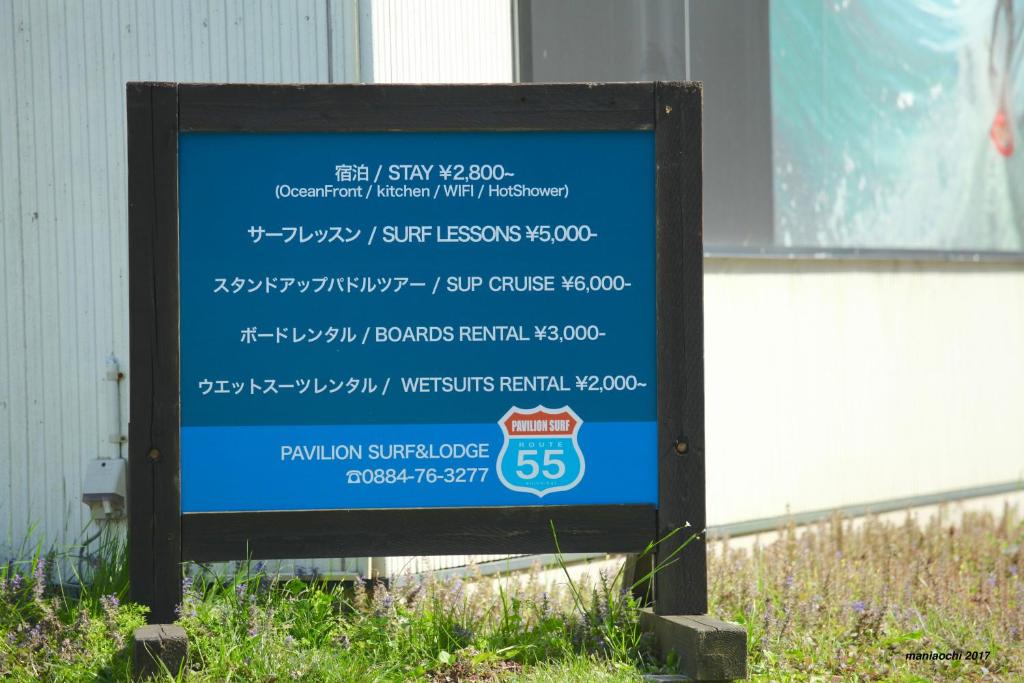 宿泊 / STAY ¥2,800~
(OceanFront / kitchen / WIFI / HotShower)
サーフレッスン / SURF LESSONS ¥5,000-
スタンドアップパドルツアー / SUP CRUISE ¥6,000-
ボードレンタル / BOARDS RENTAL ¥3,000-
ウエットスーツレンタル / WETSUITS RENTAL ¥2,000~
PAVILION SURF&LODGE
☎0884-76-3277
PAVILION SURF
ROUTE
55
maniaochi 2017